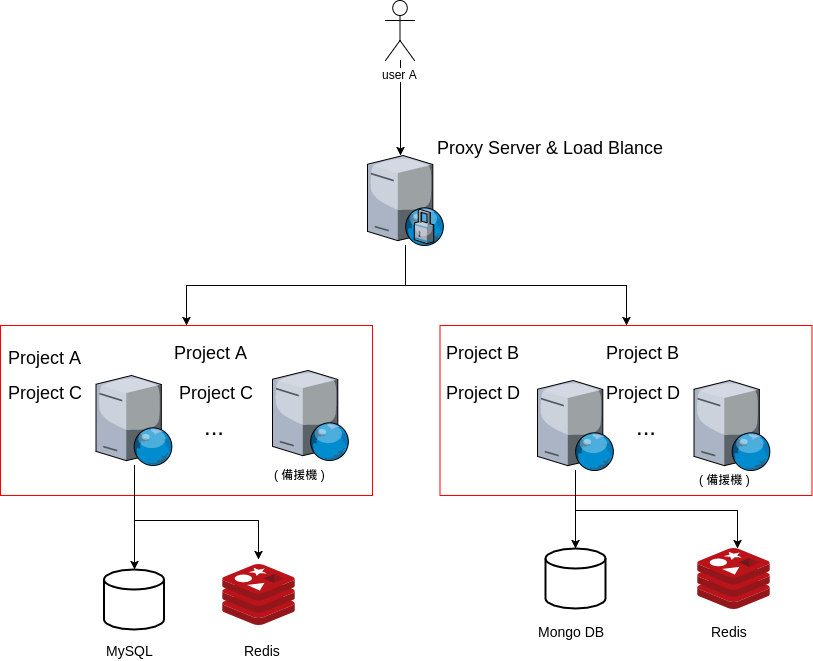 user A
Proxy Server & Load Blance
Project A
Project C
Project A
Project C
...
( 備援機 )
Project B
Project D
Project B
Project D
...
( 備援機 )
MySQL
Redis
Mongo DB
Redis